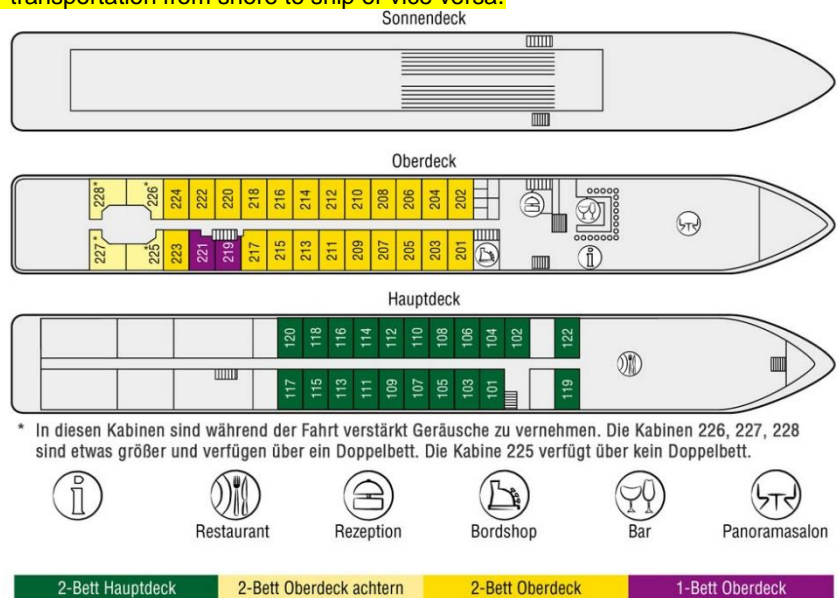 transportation from shore to ship or vice versa.
Sonnendeck
Oberdeck
228* 226* 224 222 220 218 216 214 212 210 208 206 204 202
227* 225* 223 221 219 217 215 213 211 209 207 205 203 201
i
Hauptdeck
120 118 116 114 112 110 108 106 104 102 122
117 115 113 111 109 107 105 103 101 119
* In diesen Kabinen sind während der Fahrt verstärkt Geräusche zu vernehmen. Die Kabinen 226, 227, 228
sind etwas größer und verfügen über ein Doppelbett. Die Kabine 225 verfügt über kein Doppelbett.
i
Restaurant Rezeption Bordshop Bar Panoramasalon
2-Bett Hauptdeck 2-Bett Oberdeck achtern 2-Bett Oberdeck 1-Bett Oberdeck